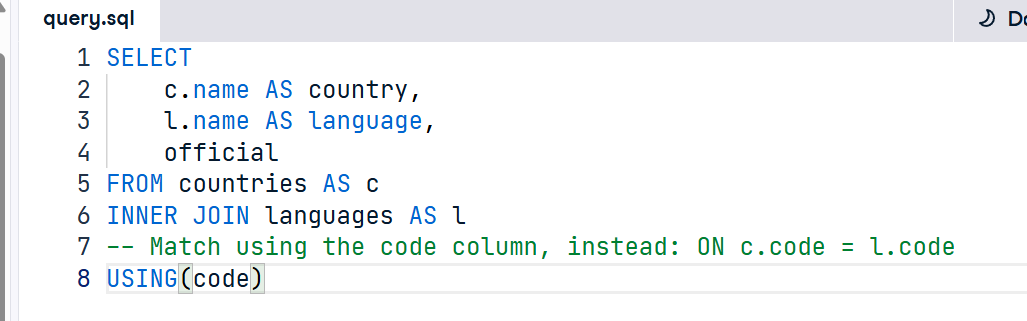 query.sql
1 SELECT
2     c.name AS country,
3     l.name AS language,
4     official
5 FROM countries AS c
6 INNER JOIN languages AS l
7 -- Match using the code column, instead: ON c.code = l.code
8 USING(code)